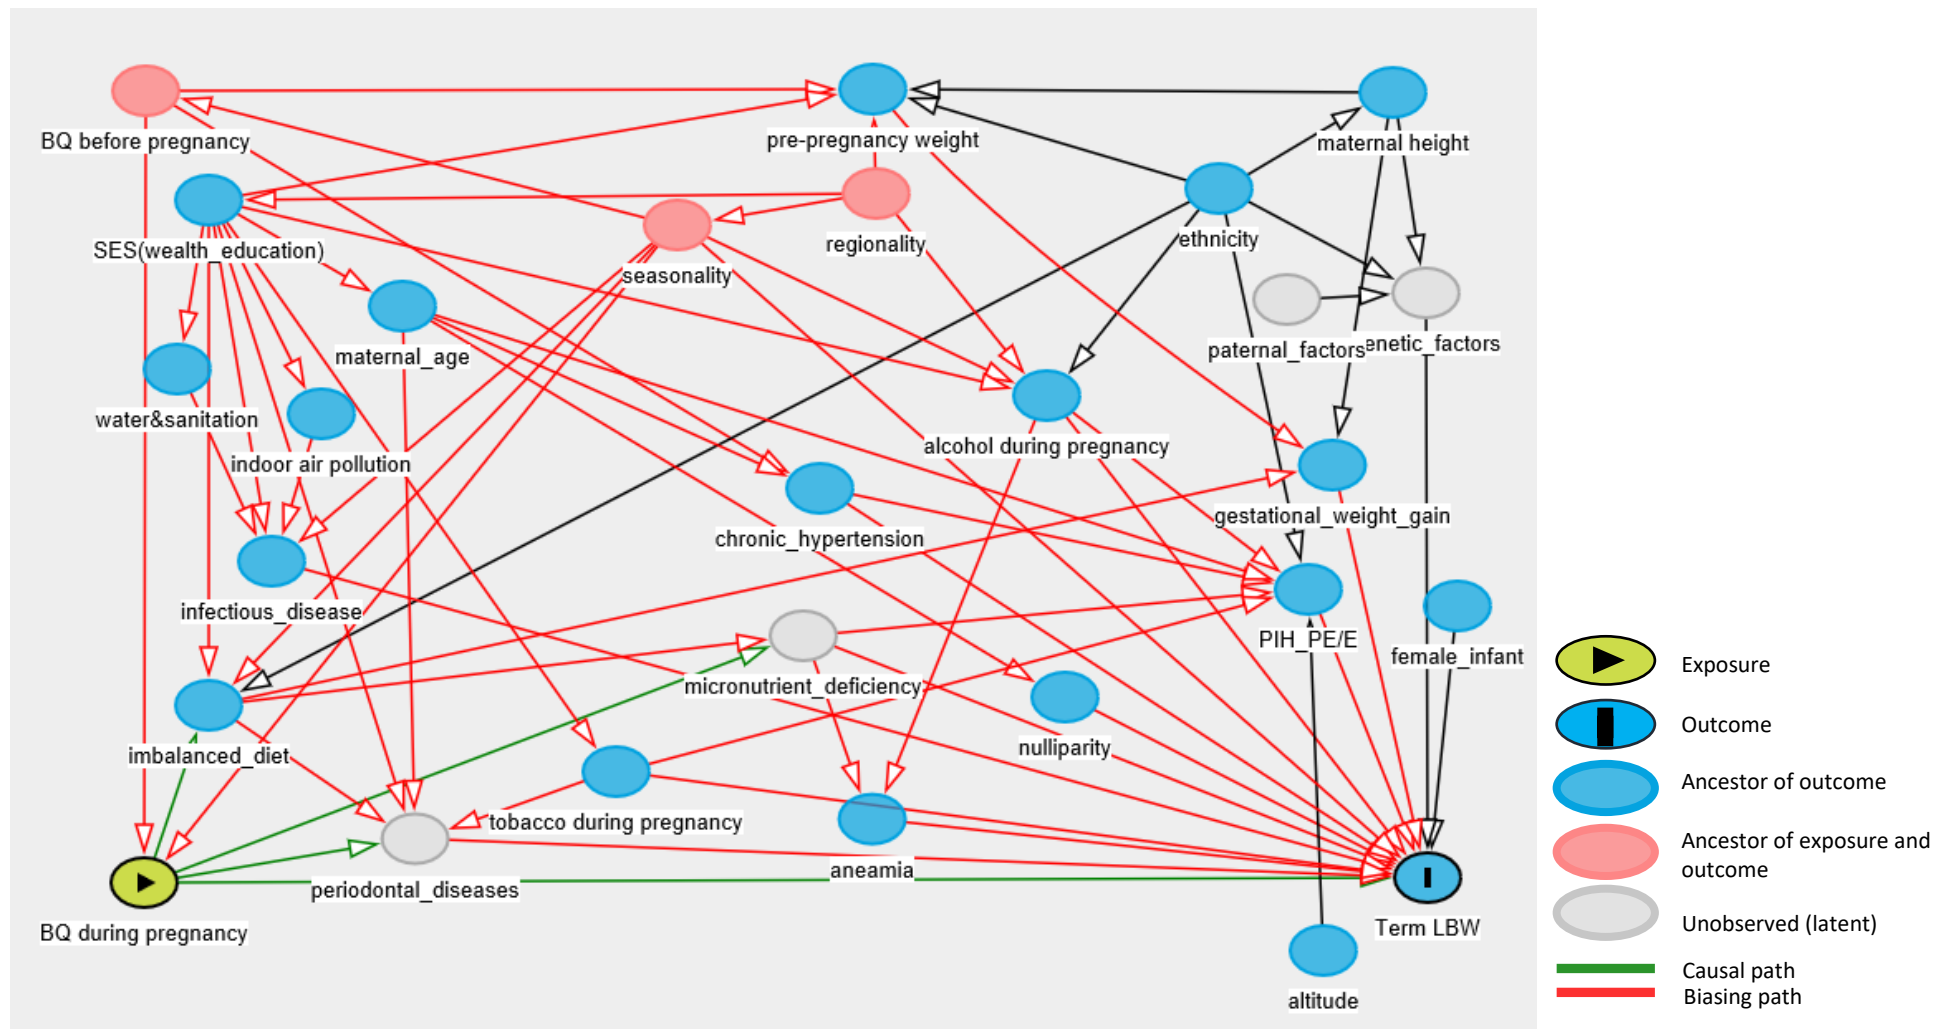 BQ before pregnancy
pre-pregnancy weight
maternal height
SES(wealth_education)
regionality
ethnicity
seasonality
maternal_age
paternal_factors
enetic_factors
water&sanitation
indoor air pollution
alcohol during pregnancy
gestational_weight_gain
chronic_hypertension
infectious_disease
PIH_PE/E
female_infant
micronutrient_deficiency
imbalanced_diet
nulliparity
tobacco during pregnancy
aneamia
periodontal_diseases
BQ during pregnancy
Term LBW
altitude
Exposure
Outcome
Ancestor of outcome
Ancestor of exposure and
outcome
Unobserved (latent)
Causal path
Biasing path